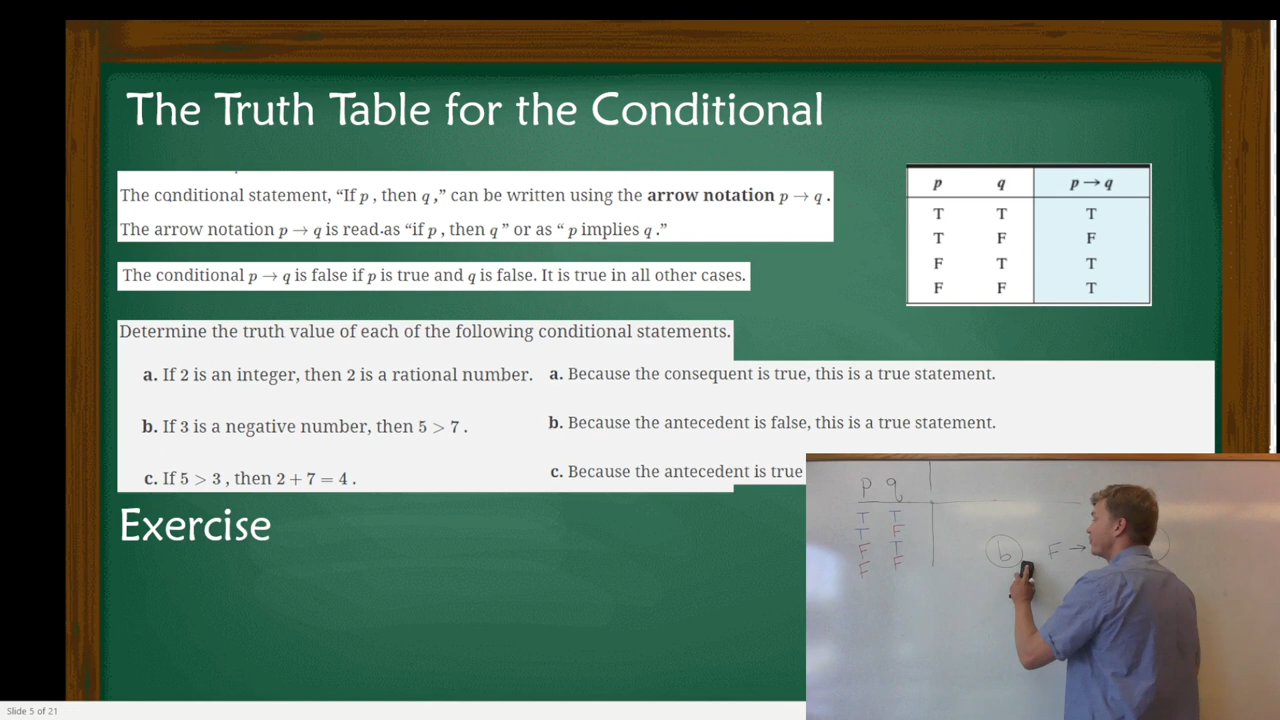 The Truth Table for the Conditional
The conditional statement, “If p , then q ,” can be written using the arrow notation p → q .
The arrow notation p → q is read as “if p , then q ” or as “ p implies q .”
The conditional p → q is false if p is true and q is false. It is true in all other cases.
p q p → q
T T T
T F F
F T T
F F T
Determine the truth value of each of the following conditional statements.
a. If 2 is an integer, then 2 is a rational number.
b. If 3 is a negative number, then 5 > 7 .
c. If 5 > 3 , then 2 + 7 = 4 .
a. Because the consequent is true, this is a true statement.
b. Because the antecedent is false, this is a true statement.
c. Because the antecedent is true
Exercise
p q
T T
T F
F T
F F
b F →
Slide 5 of 21